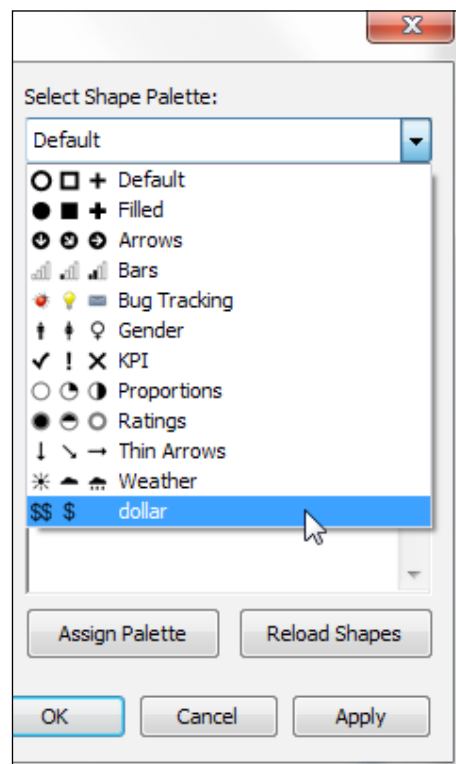 Select Shape Palette:
Default
Default
Filled
Arrows
Bars
Bug Tracking
Gender
KPI
Proportions
Ratings
Thin Arrows
Weather
$$ $ dollar
Assign Palette Reload Shapes
OK Cancel Apply